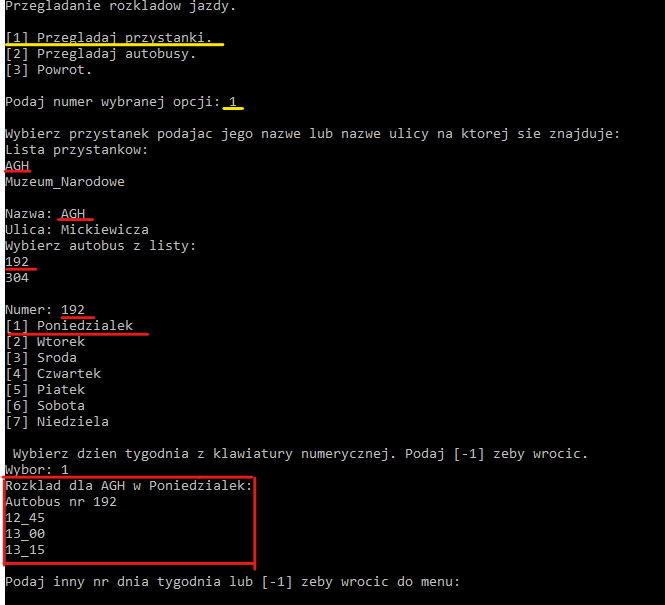 Przegladanie rozkladow jazdy.
[1] Przegladaj przystanki.
[2] Przegladaj autobusy.
[3] Powrot.
Podaj numer wybranej opcji: 1
Wybierz przystanek podajac jego nazwe lub nazwe ulicy na ktorej sie znajduje:
Lista przystankow:
AGH
Muzeum_Narodowe
Nazwa: AGH
Ulica: Mickiewicza
Wybierz autobus z listy:
192
304
Numer: 192
[1] Poniedzialek
[2] Wtorek
[3] Sroda
[4] Czwartek
[5] Piatek
[6] Sobota
[7] Niedziela
Wybierz dzien tygodnia z klawiatury numerycznej. Podaj [-1] zeby wrocic.
Wybor: 1
Rozklad dla AGH w Poniedzialek:
Autobus nr 192
12_45
13_00
13_15
Podaj inny nr dnia tygodnia lub [-1] zeby wrocic do menu: